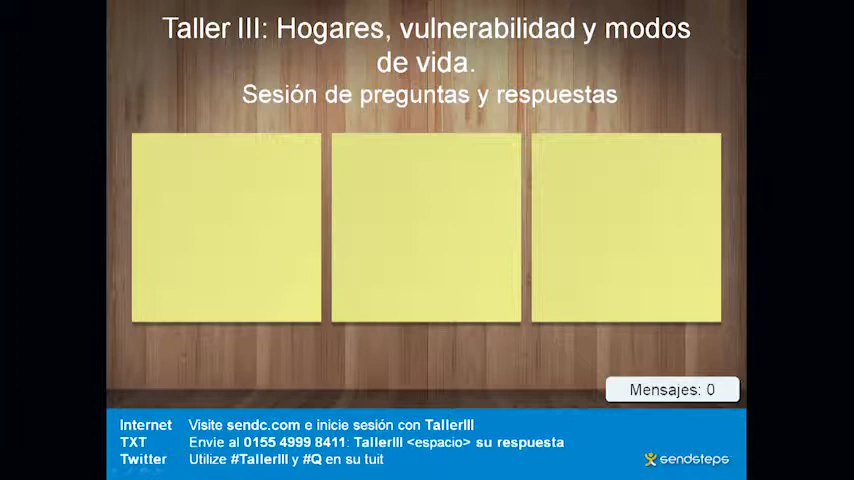 Taller III: Hogares, vulnerabilidad y modos
de vida.
Sesión de preguntas y respuestas
Mensajes: 0
Internet Visite sendc.com e inicie sesión con TallerIII
TXT Envíe al 0155 4999 8411: TallerIII <espacio> su respuesta
Twitter Utilize #TallerIII y #Q en su tuit
sendsteps